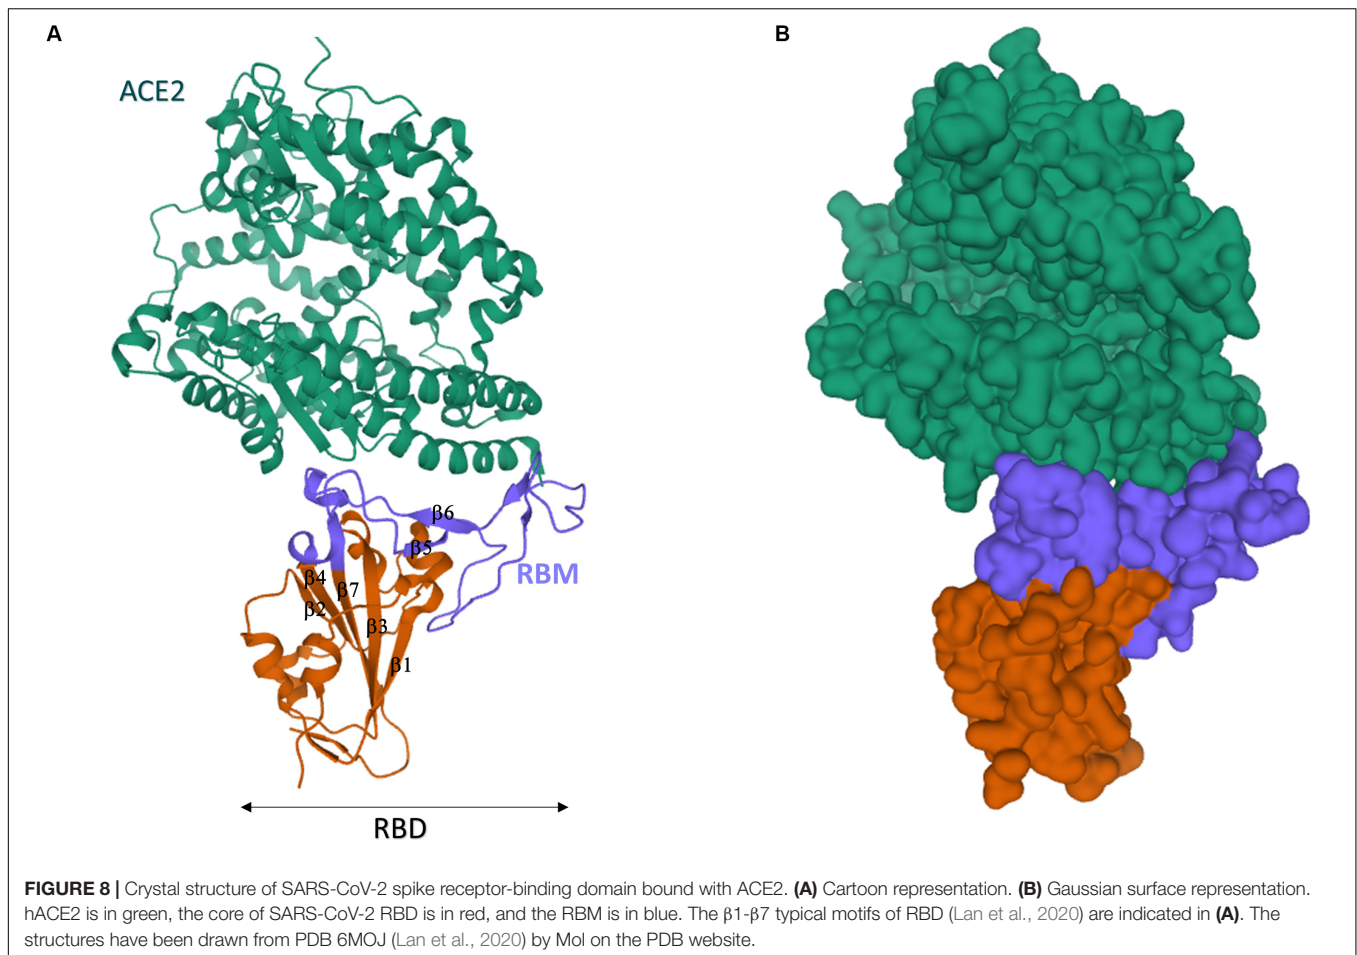 A
B
ACE2
β6
β5
RBM
β4
β7
β2
β3
β1
RBD
FIGURE 8 | Crystal structure of SARS-CoV-2 spike receptor-binding domain bound with ACE2. (A) Cartoon representation. (B) Gaussian surface representation.
hACE2 is in green, the core of SARS-CoV-2 RBD is in red, and the RBM is in blue. The β1-β7 typical motifs of RBD (Lan et al., 2020) are indicated in (A). The
structures have been drawn from PDB 6MOJ (Lan et al., 2020) by Mol on the PDB website.